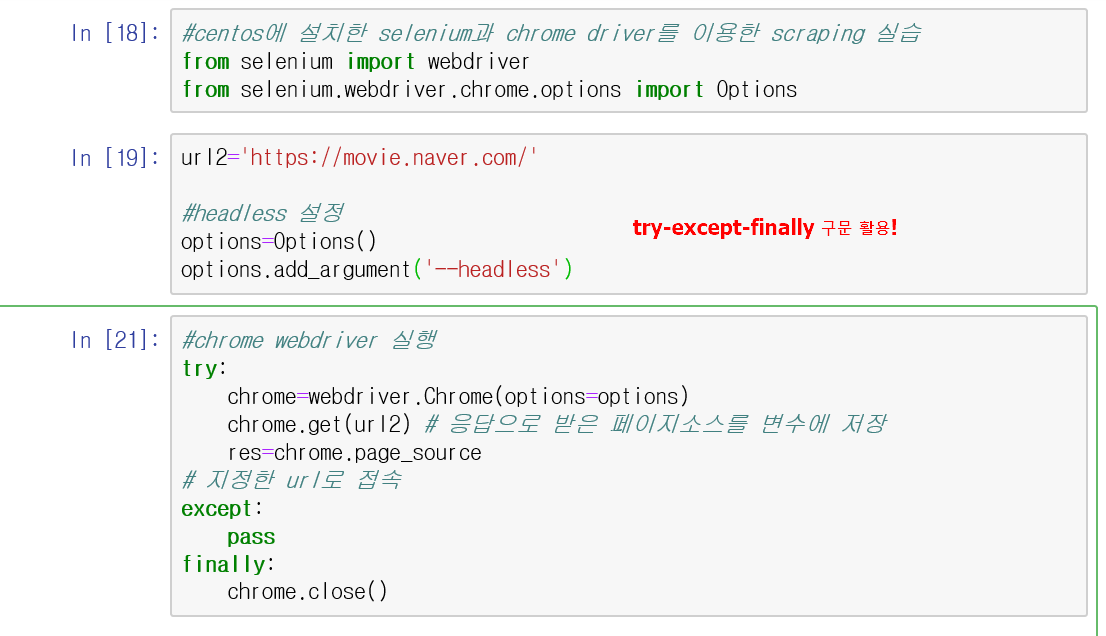 In [18]: #centos에 설치한 selenium과 chrome driver를 이용한 scraping 실습
from selenium import webdriver
from selenium.webdriver.chrome.options import Options
In [19]: url2='https://movie.naver.com/'
#headless 설정
options=Options()
options.add_argument('--headless')
try-except-finally 구문 활용!
In [21]: #chrome webdriver 실행
try:
    chrome=webdriver.Chrome(options=options)
    chrome.get(url2) # 응답으로 받은 페이지소스를 변수에 저장
    res=chrome.page_source
# 지정한 url로 접속
except:
    pass
finally:
    chrome.close()